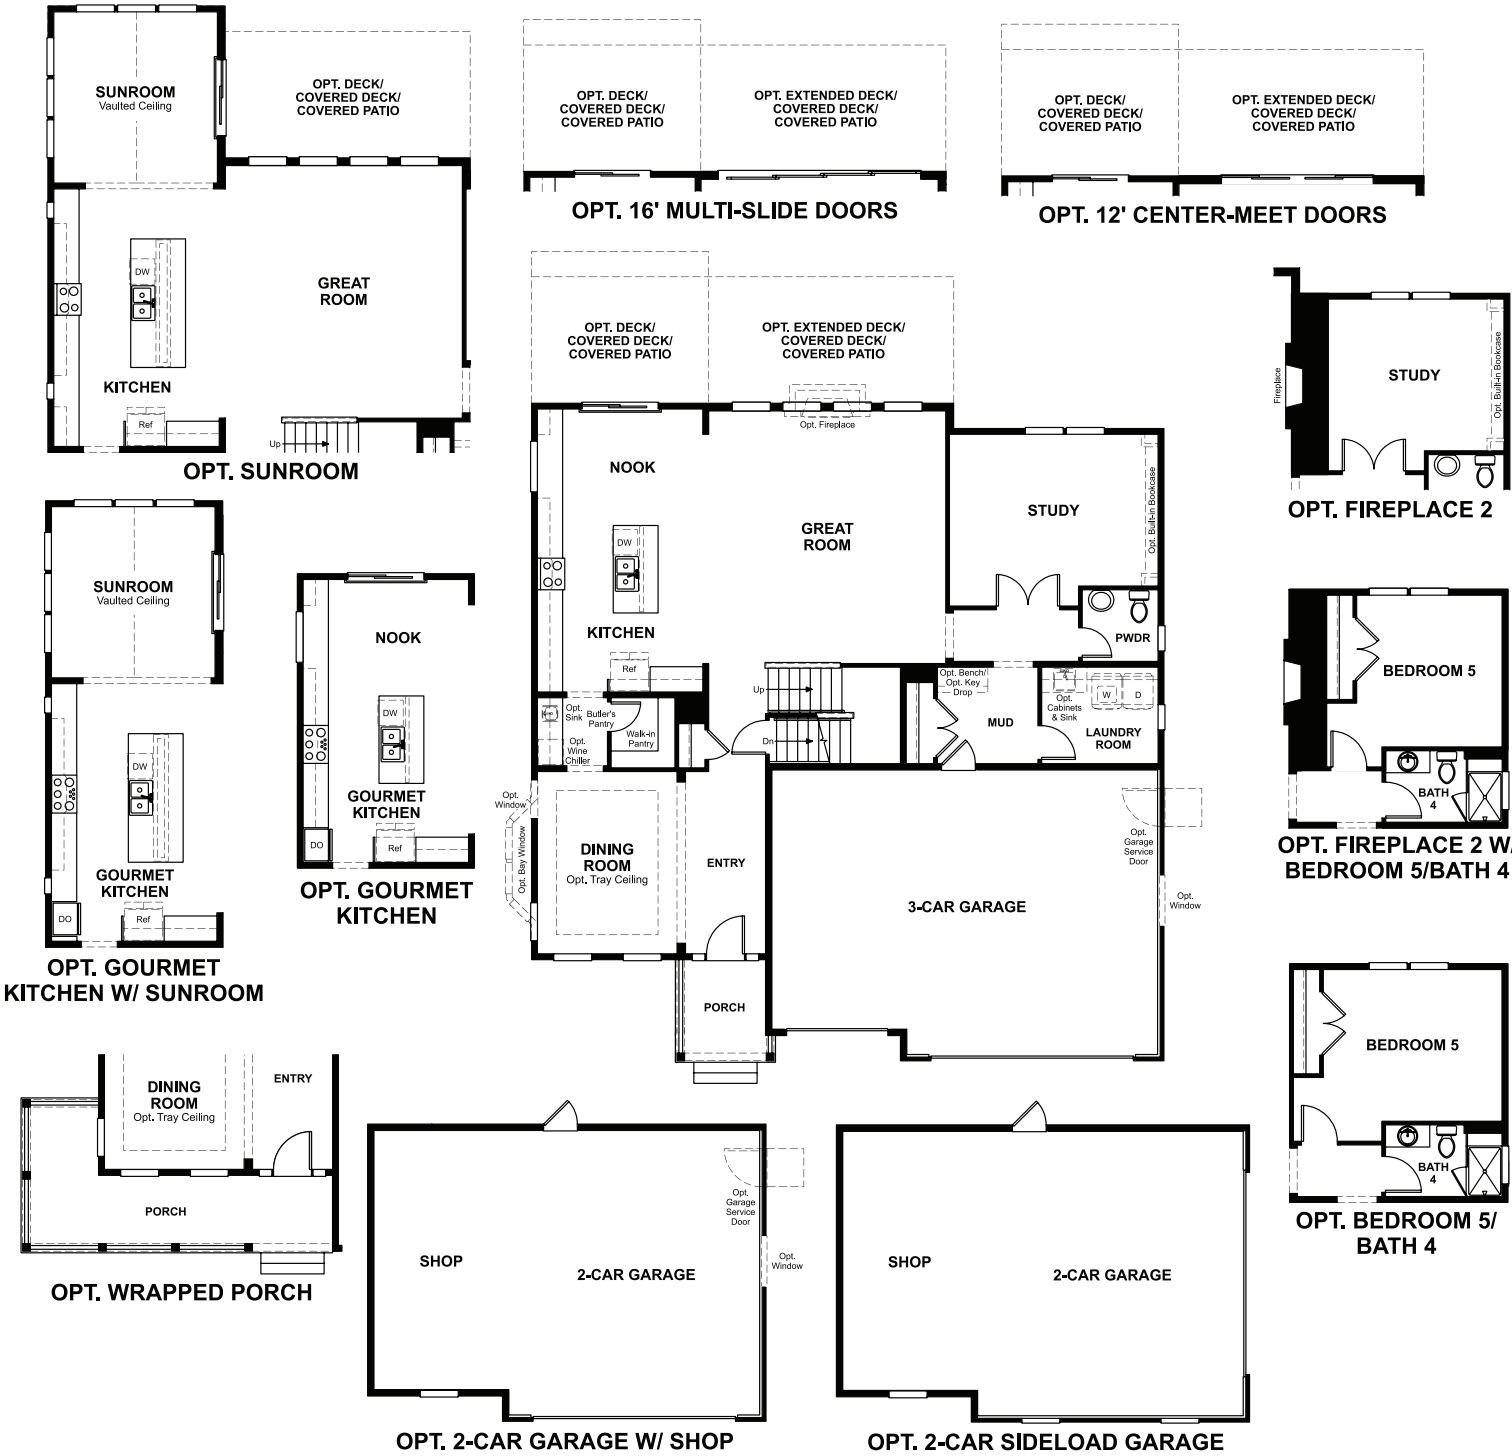 SUNROOM
Vaulted Ceiling
OPT. DECK/
COVERED DECK/
COVERED PATIO
DW
GREAT
ROOM
KITCHEN
Ref
Up
OPT. SUNROOM
OPT. DECK/
COVERED DECK/
COVERED PATIO
OPT. EXTENDED DECK/
COVERED DECK/
COVERED PATIO
OPT. 16' MULTI-SLIDE DOORS
OPT. DECK/
COVERED DECK/
COVERED PATIO
OPT. EXTENDED DECK/
COVERED DECK/
COVERED PATIO
OPT. 12' CENTER-MEET DOORS
SUNROOM
Vaulted Ceiling
DW
GOURMET
KITCHEN
DO
Ref
OPT. GOURMET
KITCHEN W/ SUNROOM
NOOK
DW
GOURMET
KITCHEN
DO
Ref
OPT. GOURMET
KITCHEN
OPT. DECK/
COVERED DECK/
COVERED PATIO
OPT. EXTENDED DECK/
COVERED DECK/
COVERED PATIO
Opt. Fireplace
NOOK
GREAT
ROOM
DW
KITCHEN
Ref
STUDY
Opt. Built-in Bookcase
PWDR
Opt.
Sink
Butler's
Pantry
Walk-in
Pantry
Opt.
Wine
Chiller
Up
Dn
Opt. Bench/
Opt. Key
Drop
MUD
Opt.
Cabinets
& Sink
W
D
LAUNDRY
ROOM
Opt.
Window
Opt. Bay Window
DINING
ROOM
Opt. Tray Ceiling
ENTRY
PORCH
3-CAR GARAGE
Opt.
Garage
Service
Door
Opt.
Window
Fireplace
STUDY
Opt. Built-in Bookcase
OPT. FIREPLACE 2
BEDROOM 5
BATH
4
OPT. FIREPLACE 2 W/
BEDROOM 5/BATH 4
BEDROOM 5
BATH
4
OPT. BEDROOM 5/
BATH 4
DINING
ROOM
Opt. Tray Ceiling
ENTRY
PORCH
OPT. WRAPPED PORCH
SHOP
2-CAR GARAGE
Opt.
Garage
Service
Door
Opt.
Window
OPT. 2-CAR GARAGE W/ SHOP
SHOP
2-CAR GARAGE
OPT. 2-CAR SIDELOAD GARAGE